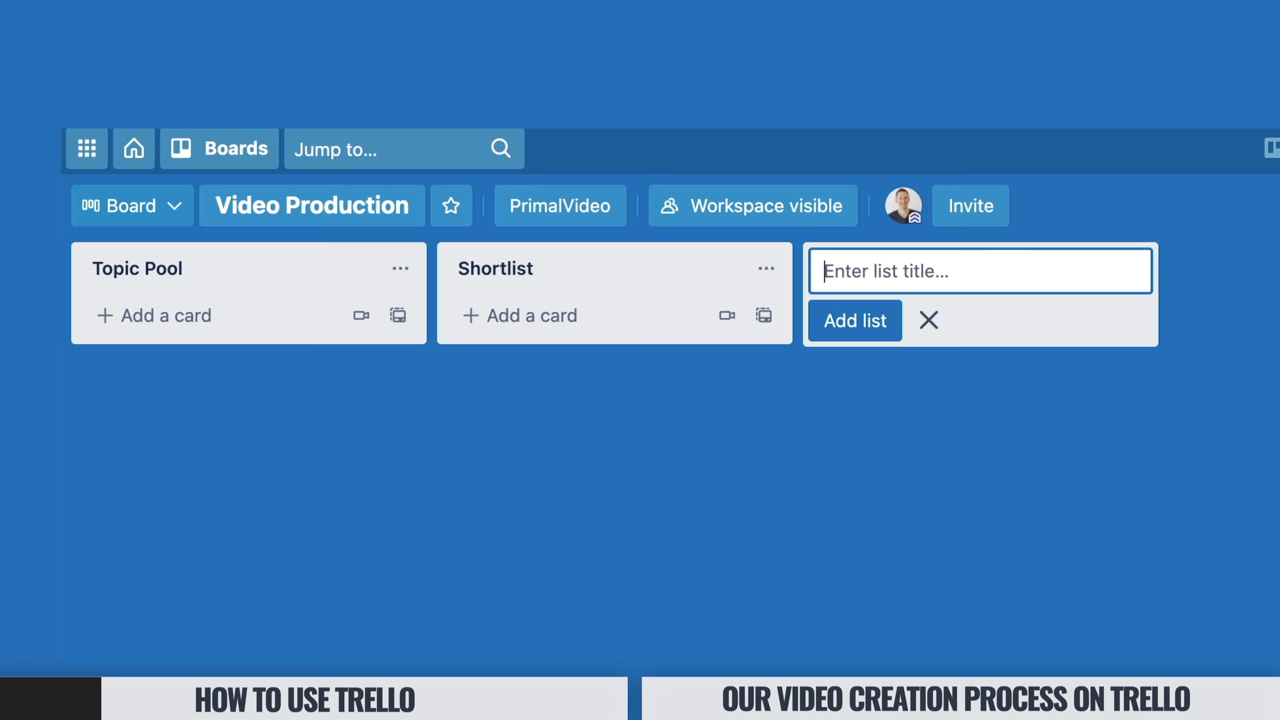 Boards
Jump to...
Board
Video Production
PrimalVideo
Workspace visible
Invite
Topic Pool
Shortlist
Enter list title...
+ Add a card
+ Add a card
Add list
HOW TO USE TRELLO
OUR VIDEO CREATION PROCESS ON TRELLO